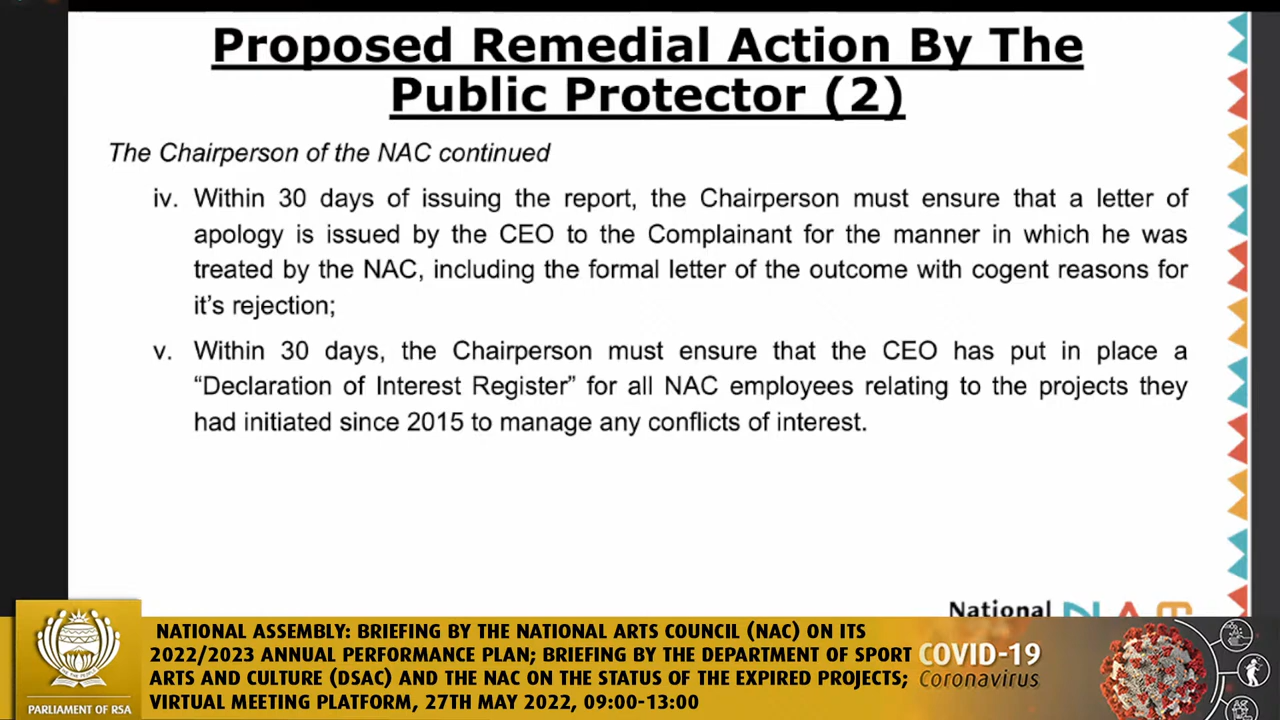 Proposed Remedial Action By The
Public Protector (2)
The Chairperson of the NAC continued
iv. Within 30 days of issuing the report, the Chairperson must ensure that a letter of
apology is issued by the CEO to the Complainant for the manner in which he was
treated by the NAC, including the formal letter of the outcome with cogent reasons for
it's rejection;
v. Within 30 days, the Chairperson must ensure that the CEO has put in place a
“Declaration of Interest Register” for all NAC employees relating to the projects they
had initiated since 2015 to manage any conflicts of interest.
National
PARLIAMENT OF RSA
NATIONAL ASSEMBLY: BRIEFING BY THE NATIONAL ARTS COUNCIL (NAC) ON ITS
2022/2023 ANNUAL PERFORMANCE PLAN; BRIEFING BY THE DEPARTMENT OF SPORT
ARTS AND CULTURE (DSAC) AND THE NAC ON THE STATUS OF THE EXPIRED PROJECTS;
VIRTUAL MEETING PLATFORM, 27TH MAY 2022, 09:00-13:00
COVID-19
Coronavirus